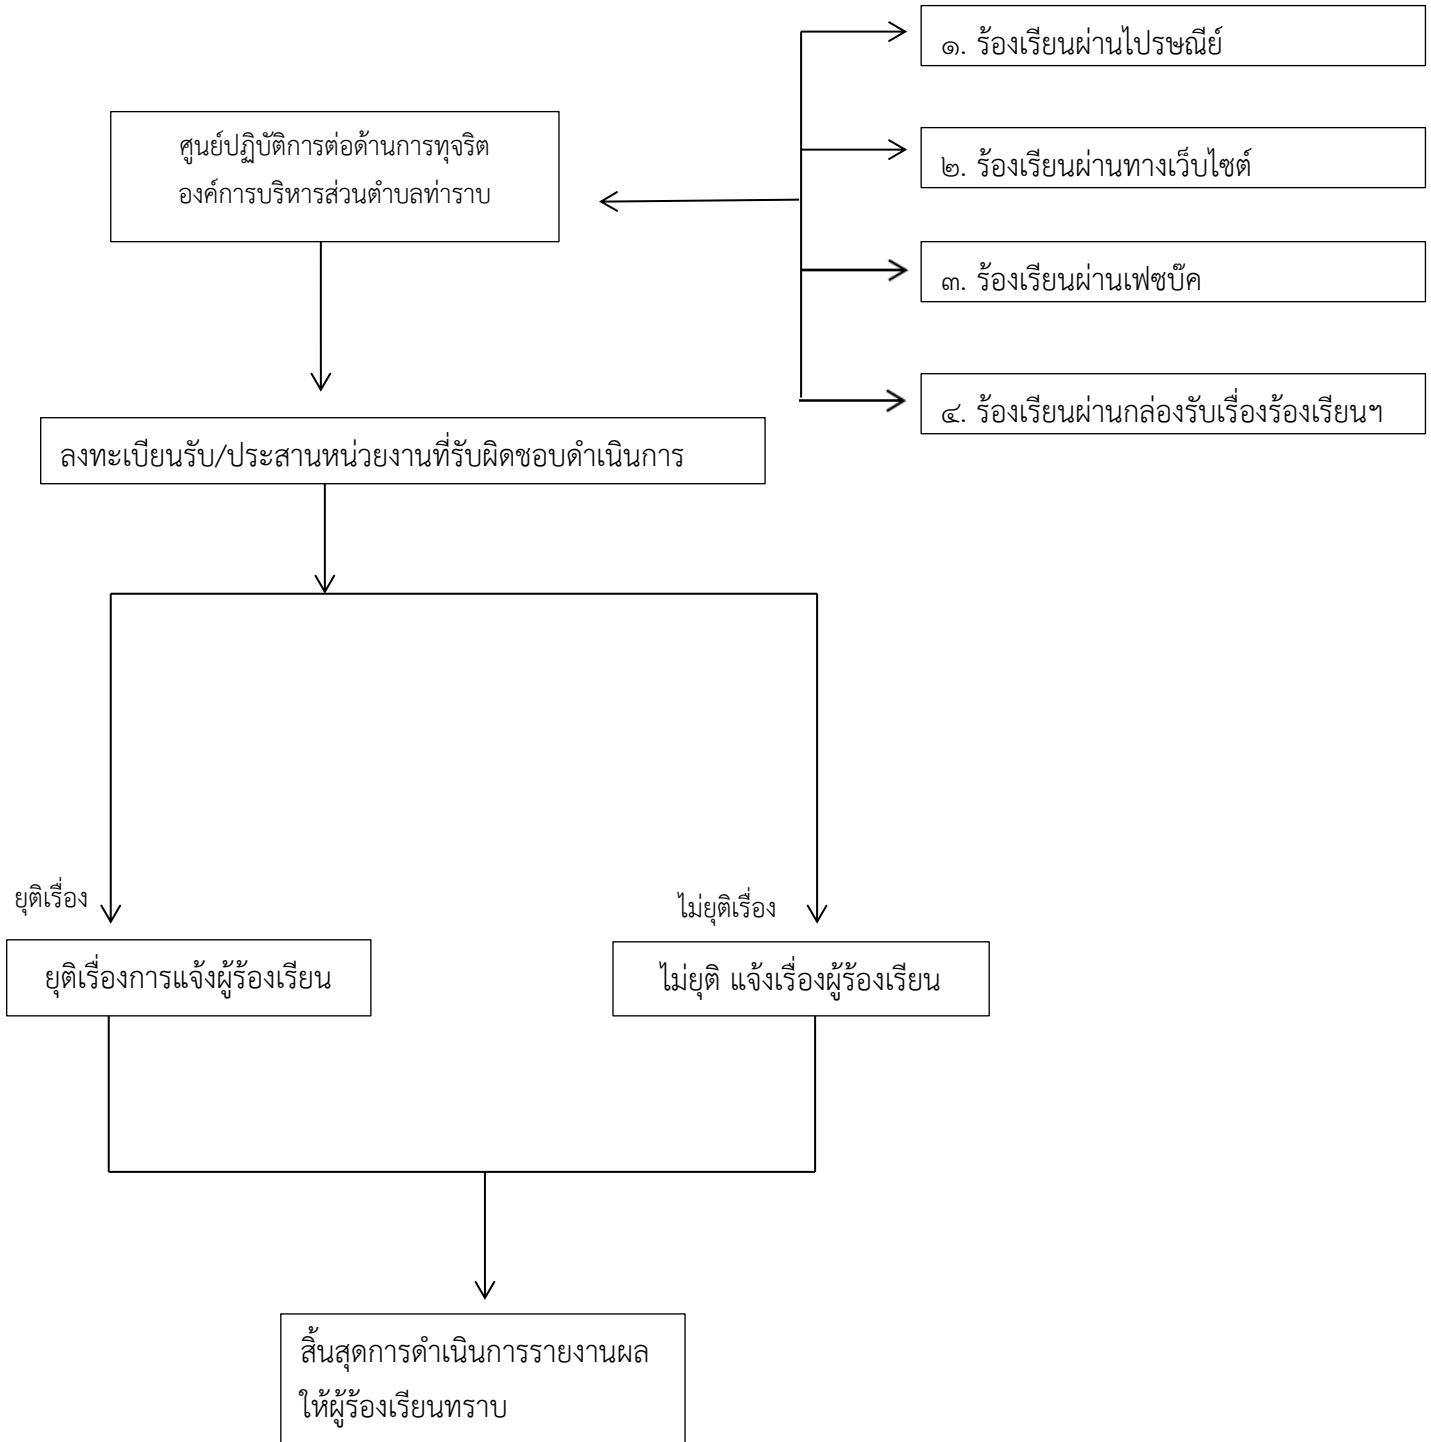 ๑. ร้องเรียนผ่านไปรษณีย์
ศูนย์ปฏิบัติการต่อต้านการทุจริต
องค์การบริหารส่วนตำบลท่าราบ
๒. ร้องเรียนผ่านทางเว็บไซต์
๓. ร้องเรียนผ่านเฟซบ๊ค
๔. ร้องเรียนผ่านกล่องรับเรื่องร้องเรียนฯ
ลงทะเบียนรับ/ประสานหน่วยงานที่รับผิดชอบดำเนินการ
ยุติเรื่อง
ไม่ยุติเรื่อง
ยุติเรื่องการแจ้งผู้ร้องเรียน
ไม่ยุติ แจ้งเรื่องผู้ร้องเรียน
สิ้นสุดการดำเนินการรายงานผล
ให้ผู้ร้องเรียนทราบ